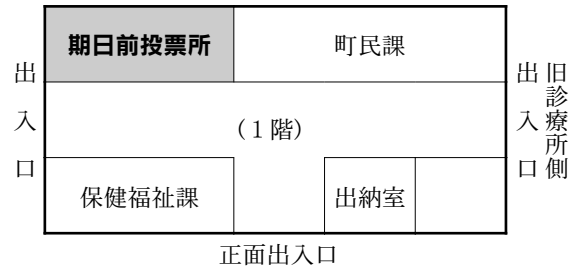 期日前投票所
町民課
出入口
出入口
旧診療所側
（１階）
保健福祉課
出納室
正面出入口